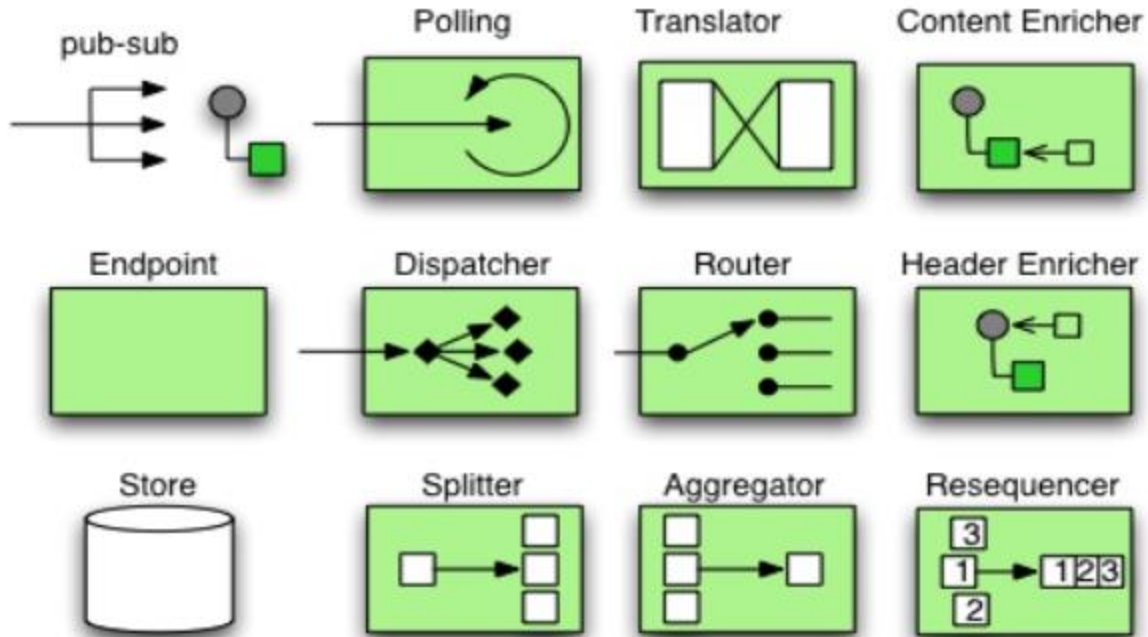 pub-sub
Polling
Translator
Content Enricher
Endpoint
Dispatcher
Router
Header Enricher
Store
Splitter
Aggregator
Resequencer
3
1
1 2 3
2